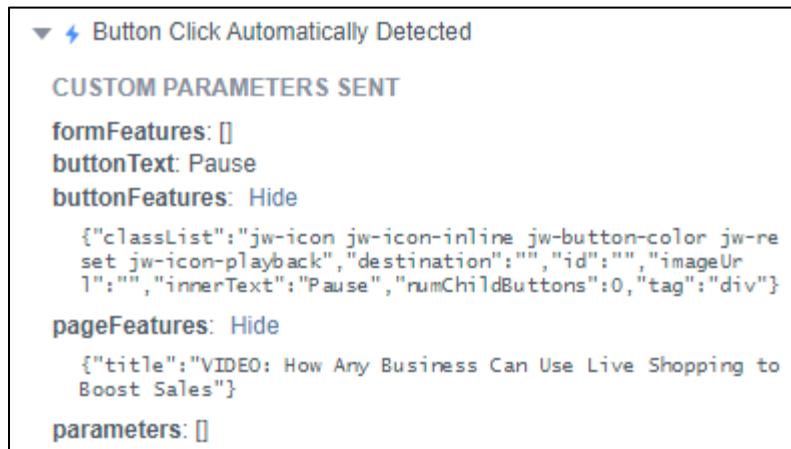 Button Click Automatically Detected
CUSTOM PARAMETERS SENT
formFeatures: []
buttonText: Pause
buttonFeatures: Hide
{"classList":"jw-icon jw-icon-inline jw-button-color jw-re
set jw-icon-playback","destination":"","id":"","imageUr
l":"","innerText":"Pause","numChildButtons":0,"tag":"div"}
pageFeatures: Hide
{"title":"VIDEO: How Any Business Can Use Live Shopping to
Boost Sales"}
parameters: []